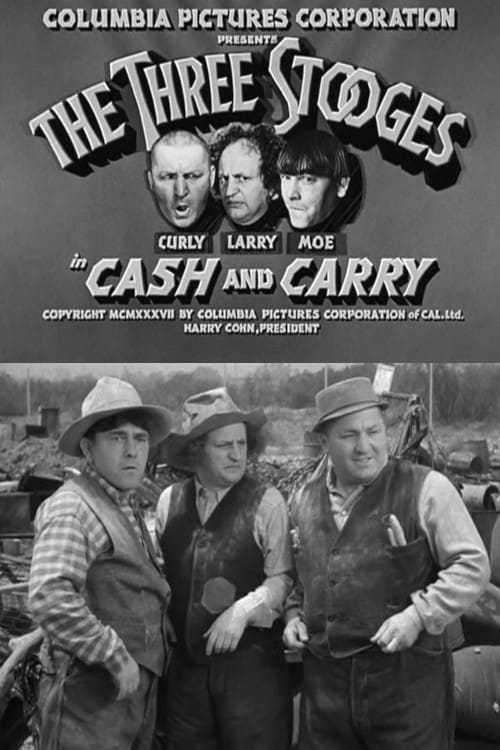 COLUMBIA PICTURES CORPORATION
PRESENTS
THE THREE STOOGES
CURLY LARRY MOE
in
CASH AND CARRY
COPYRIGHT MCMXXXVII BY COLUMBIA PICTURES CORPORATION of CAL. Ltd.
HARRY COHN, PRESIDENT